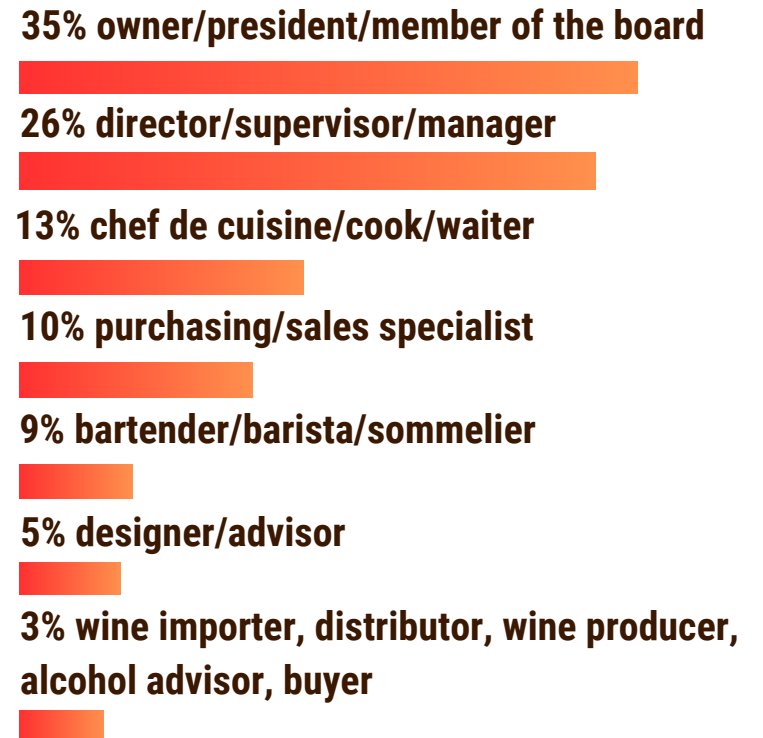 35% owner/president/member of the board
26% director/supervisor/manager
13% chef de cuisine/cook/waiter
10% purchasing/sales specialist
9% bartender/barista/sommelier
5% designer/advisor
3% wine importer, distributor, wine producer,
alcohol advisor, buyer